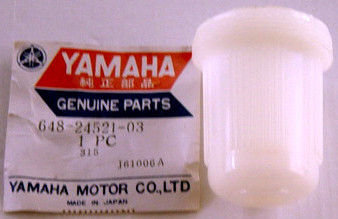 YAMAHA
純正部品
GENUINE PARTS
648-24521-03
1 PC
315
J61006A
YAMAHA MOTOR CO.,LTD
MADE IN JAPAN